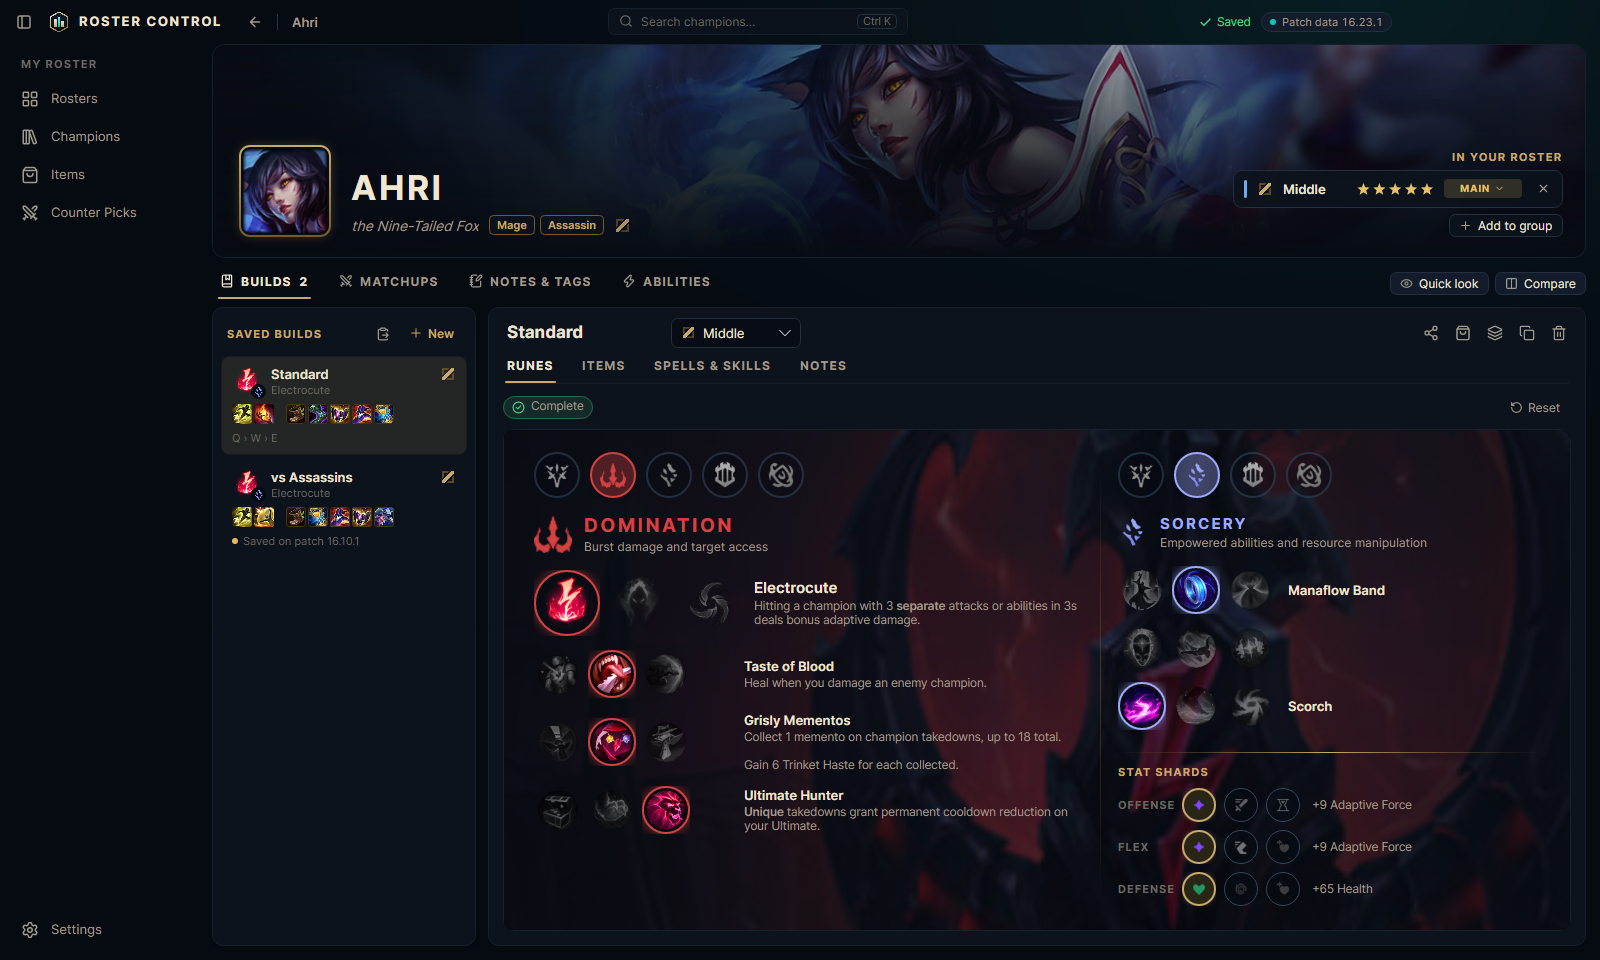 ROSTER CONTROL
Ahri
Search champions...
Ctrl K
Saved
Patch data 16.23.1
MY ROSTER
Rosters
Champions
Items
Counter Picks
Settings
AHRI
the Nine-Tailed Fox
Mage
Assassin
IN YOUR ROSTER
Middle
MAIN
Add to group
BUILDS 2
MATCHUPS
NOTES & TAGS
ABILITIES
Quick look
Compare
SAVED BUILDS
New
Standard
Electrocute
Q › W › E
vs Assassins
Electrocute
Saved on patch 16.10.1
Standard
Middle
RUNES
ITEMS
SPELLS & SKILLS
NOTES
Complete
Reset
DOMINATION
Burst damage and target access
Electrocute
Hitting a champion with 3 separate attacks or abilities in 3s
deals bonus adaptive damage.
Taste of Blood
Heal when you damage an enemy champion.
Grisly Mementos
Collect 1 memento on champion takedowns, up to 18 total.
Gain 6 Trinket Haste for each collected.
Ultimate Hunter
Unique takedowns grant permanent cooldown reduction on
your Ultimate.
SORCERY
Empowered abilities and resource manipulation
Manaflow Band
Scorch
STAT SHARDS
OFFENSE
+9 Adaptive Force
FLEX
+9 Adaptive Force
DEFENSE
+65 Health